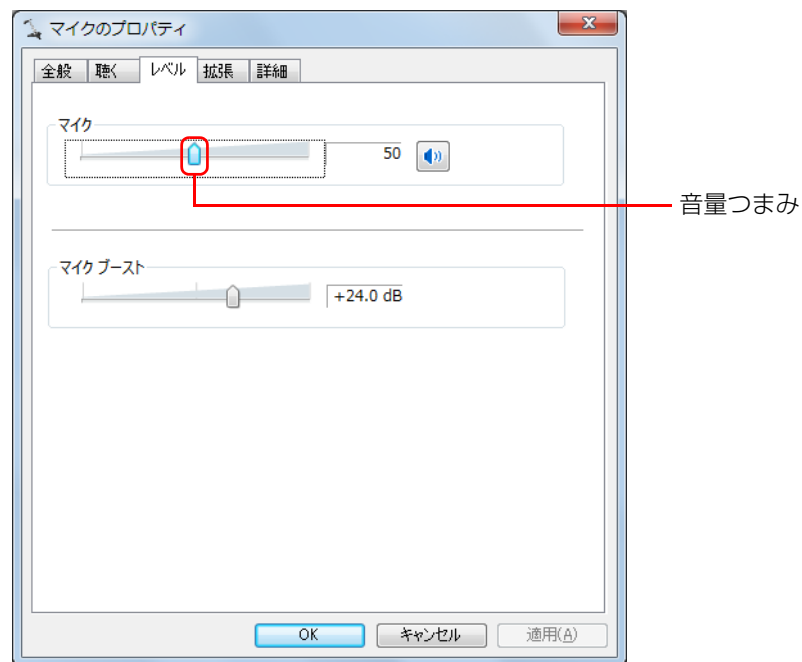 マイクのプロパティ
全般 聴く レベル 拡張 詳細
マイク
50
音量つまみ
マイク ブースト
+24.0 dB
OK キャンセル 適用(A)